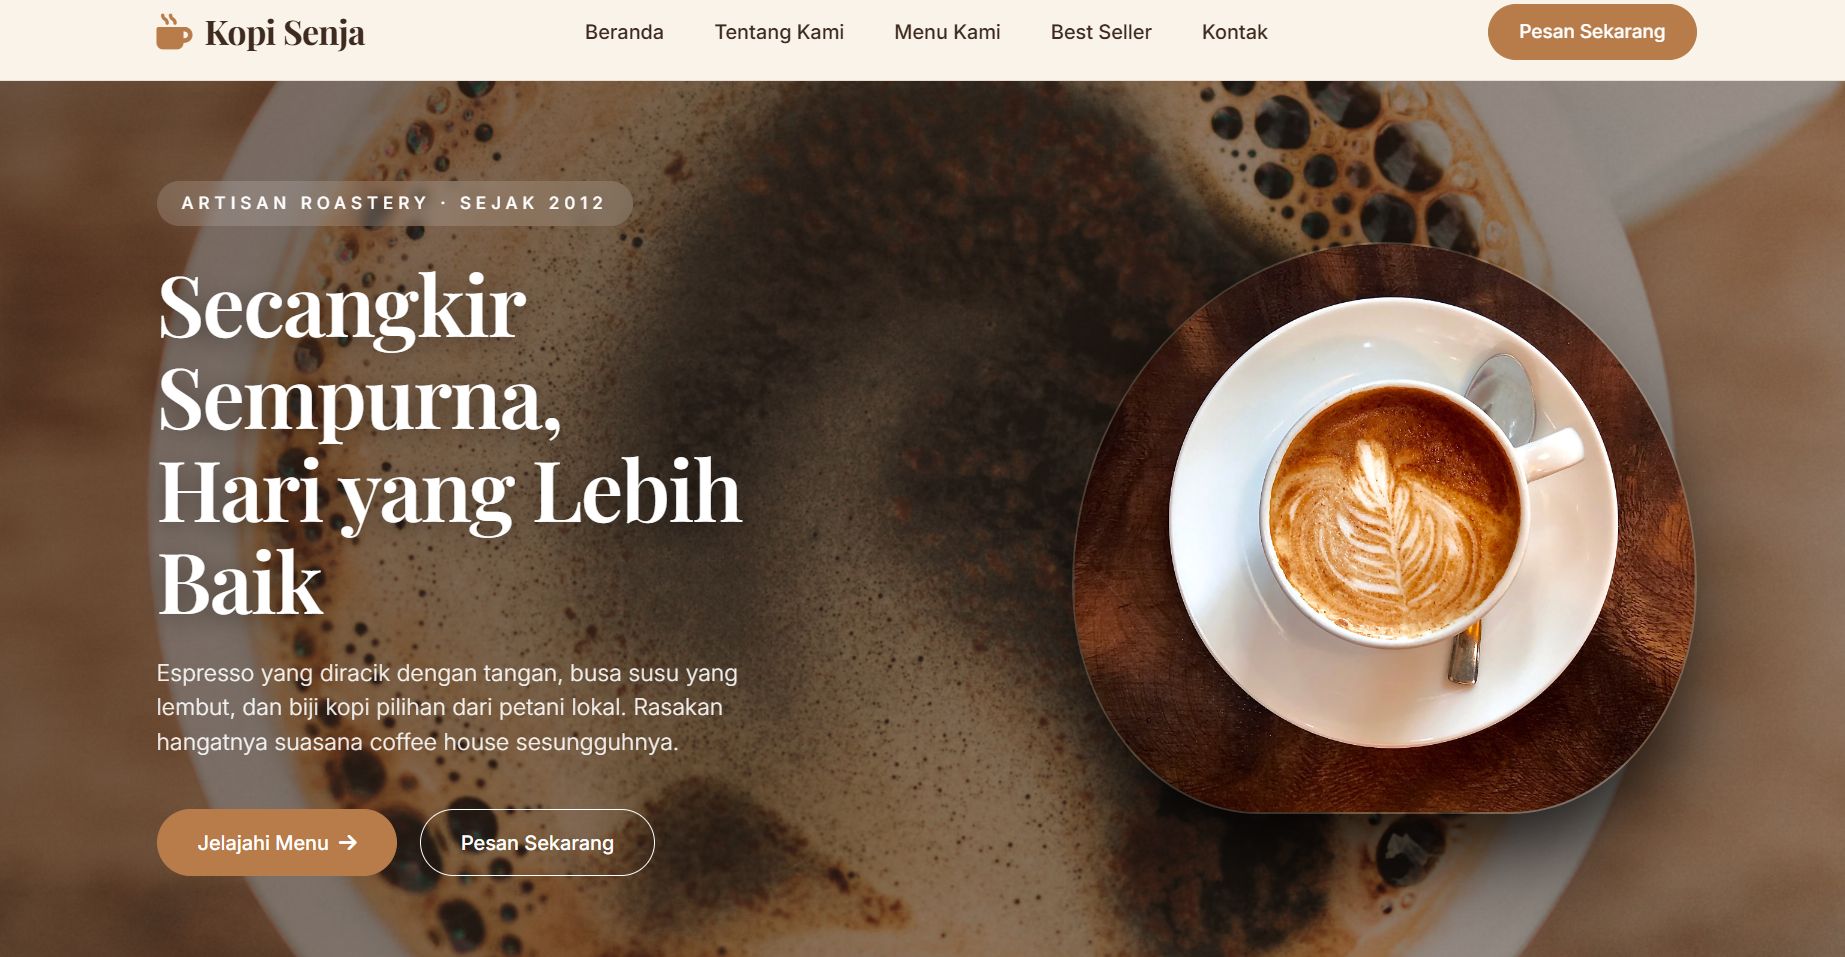 Kopi Senja
Beranda
Tentang Kami
Menu Kami
Best Seller
Kontak
Pesan Sekarang
ARTISAN ROASTERY · SEJAK 2012
Secangkir
Sempurna,
Hari yang Lebih
Baik
Espresso yang diracik dengan tangan, busa susu yang
lembut, dan biji kopi pilihan dari petani lokal. Rasakan
hangatnya suasana coffee house sesungguhnya.
Jelajahi Menu →
Pesan Sekarang